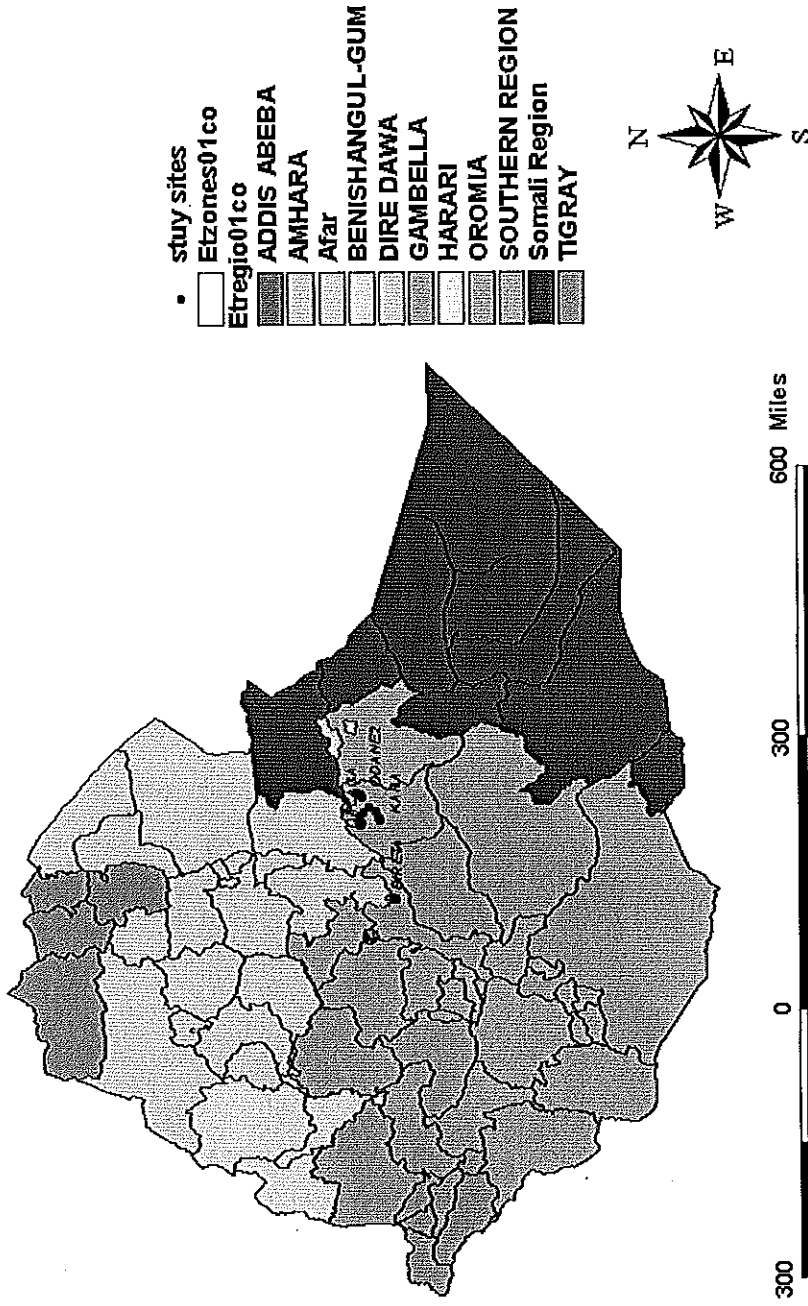 stuy sites
Etzones01co
Etregio01co
ADDIS ABEBA
AMHARA
Afar
BENISHANGUL-GUM
DIRE DAWA
GAMBELLA
HARARI
OROMIA
SOUTHERN REGION
Somali Region
TIGRAY
N
W
E
S
300
0
300
600 Miles